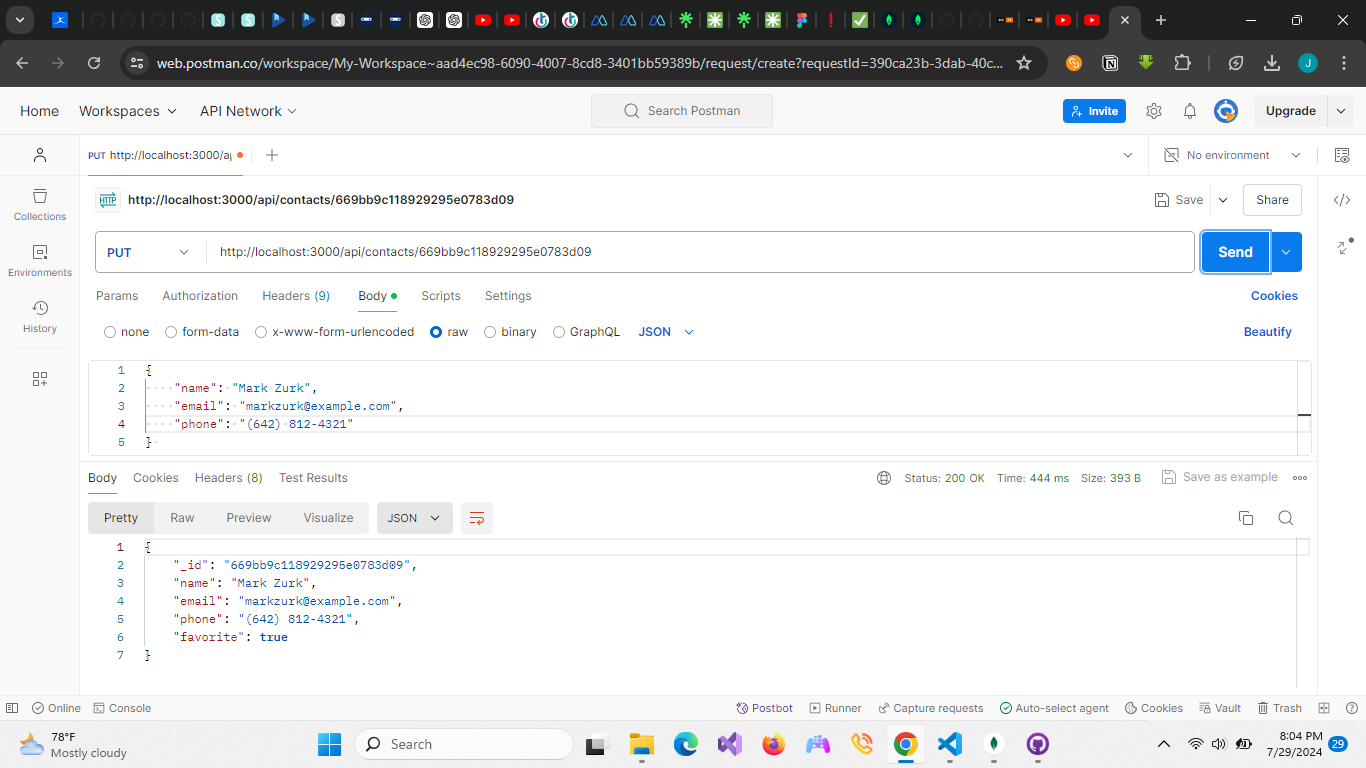 web.postman.co/workspace/My-Workspace~aad4ec98-6090-4007-8cd8-3401bb59389b/request/create?requestId=390ca23b-3dab-40c...
J
Home
Workspaces
API Network
Search Postman
Invite
Upgrade
PUT http://localhost:3000/a
No environment
HTTP http://localhost:3000/api/contacts/669bb9c118929295e0783d09
Save
Share
Collections
Environments
History
PUT
http://localhost:3000/api/contacts/669bb9c118929295e0783d09
Send
Params
Authorization
Headers (9)
Body
Scripts
Settings
Cookies
none
form-data
x-www-form-urlencoded
raw
binary
GraphQL
JSON
Beautify
1 {
2 "name": "Mark Zurk",
3 "email": "markzurk@example.com",
4 "phone": "(642) 812-4321"
5 }
Body
Cookies
Headers (8)
Test Results
Status: 200 OK
Time: 444 ms
Size: 393 B
Save as example
Pretty
Raw
Preview
Visualize
JSON
1 {
2 "_id": "669bb9c118929295e0783d09",
3 "name": "Mark Zurk",
4 "email": "markzurk@example.com",
5 "phone": "(642) 812-4321",
6 "favorite": true
7 }
Online
Console
Postbot
Runner
Capture requests
Auto-select agent
Cookies
Vault
Trash
78°F
Mostly cloudy
Search
8:04 PM
7/29/2024
29